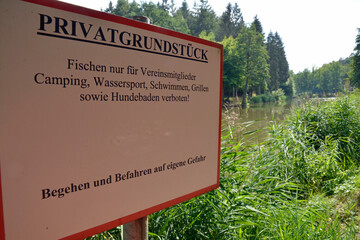 PRIVATGRUNDSTÜCK
Fischen nur für Vereinsmitglieder
Camping, Wassersport, Schwimmen, Grillen
sowie Hundebaden verboten!
Begehen und Befahren auf eigene Gefahr